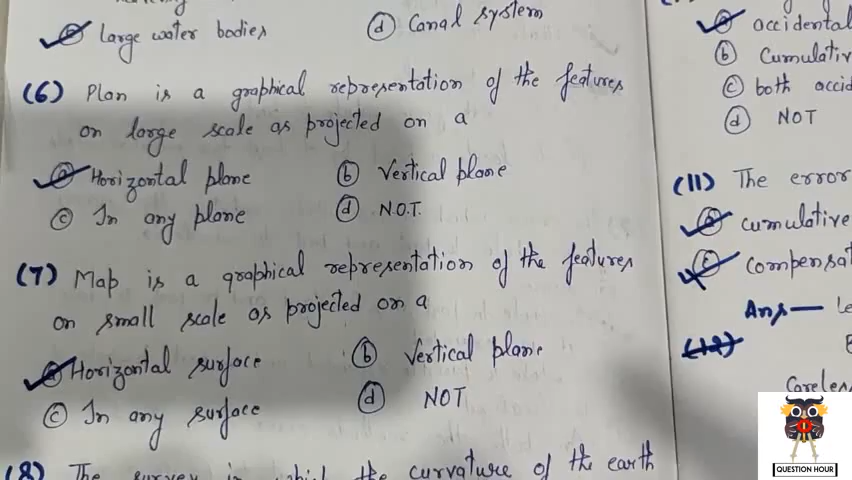 large water bodies
ⓓ Canal system
(6) Plan is a graphical representation of the features
on large scale as projected on a
ⓐ Horizontal plane ⓑ Vertical plane
ⓒ In any plane ⓓ N.O.T.
(7) Map is a graphical representation of the features
on small scale as projected on a
ⓐ Horizontal surface ⓑ Vertical plane
ⓒ In any surface ⓓ NOT
(8) The survey in which the curvature of the earth
ⓐ accidental
ⓑ Cumulativ
ⓒ both accid
ⓓ NOT
(11) The error
cumulative
compensat
Ans— Le
(12)
Careless
QUESTION HOUR